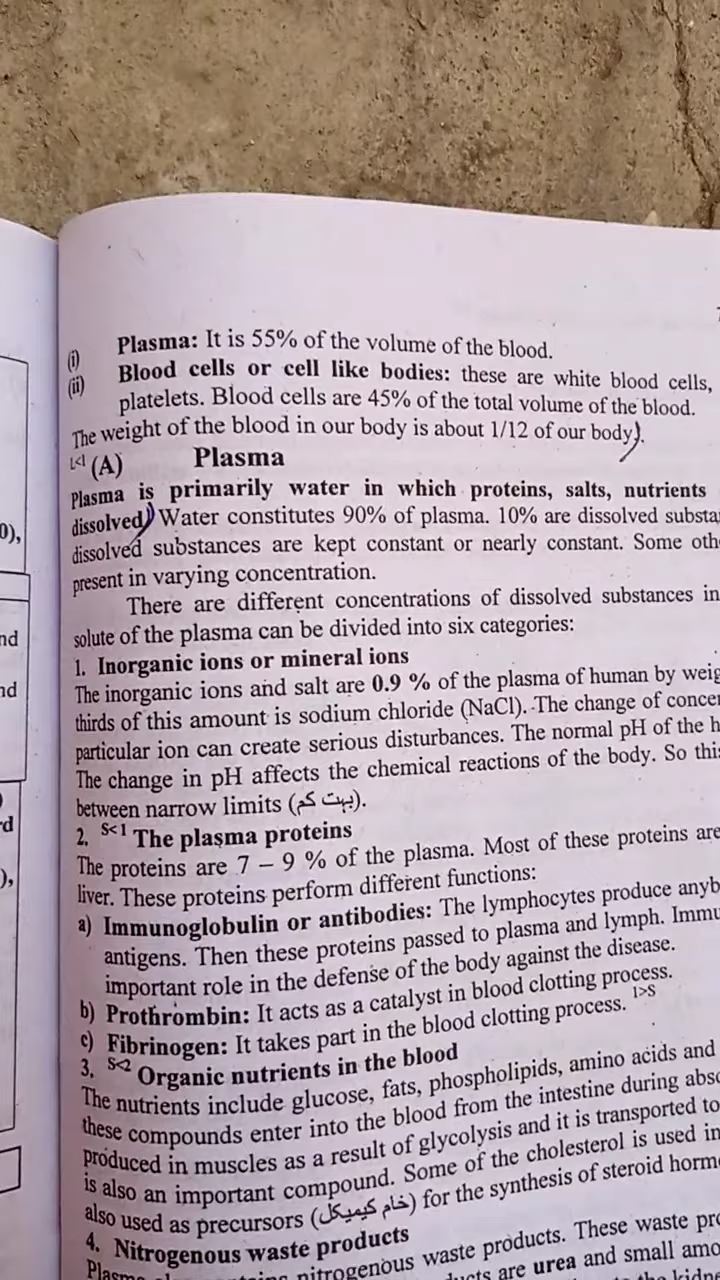 (i) Plasma: It is 55% of the volume of the blood.
(ii) Blood cells or cell like bodies: these are white blood cells,
platelets. Blood cells are 45% of the total volume of the blood.
The weight of the blood in our body is about 1/12 of our body).
L<1 (A) Plasma
Plasma is primarily water in which proteins, salts, nutrients
dissolved) Water constitutes 90% of plasma. 10% are dissolved
dissolved substances are kept constant or nearly constant. Some
present in varying concentration.
There are different concentrations of dissolved substances in
solute of the plasma can be divided into six categories:
1. Inorganic ions or mineral ions
The inorganic ions and salt are 0.9 % of the plasma of human by
thirds of this amount is sodium chloride (NaCl). The change of
particular ion can create serious disturbances. The normal pH of the
The change in pH affects the chemical reactions of the body. So
between narrow limits (بہت کم).
2. S<1 The plasma proteins
The proteins are 7 – 9 % of the plasma. Most of these proteins are
liver. These proteins perform different functions:
a) Immunoglobulin or antibodies: The lymphocytes produce
antigens. Then these proteins passed to plasma and lymph.
important role in the defense of the body against the disease.
b) Prothrombin: It acts as a catalyst in blood clotting process.
c) Fibrinogen: It takes part in the blood clotting process. 1>S
3. S<2 Organic nutrients in the blood
The nutrients include glucose, fats, phospholipids, amino acids and
these compounds enter into the blood from the intestine during
produced in muscles as a result of glycolysis and it is transported to
is also an important compound. Some of the cholesterol is used in
also used as precursors (خام کیمیکل) for the synthesis of steroid
4. Nitrogenous waste products
nitrogenous waste products. These waste
are urea and small